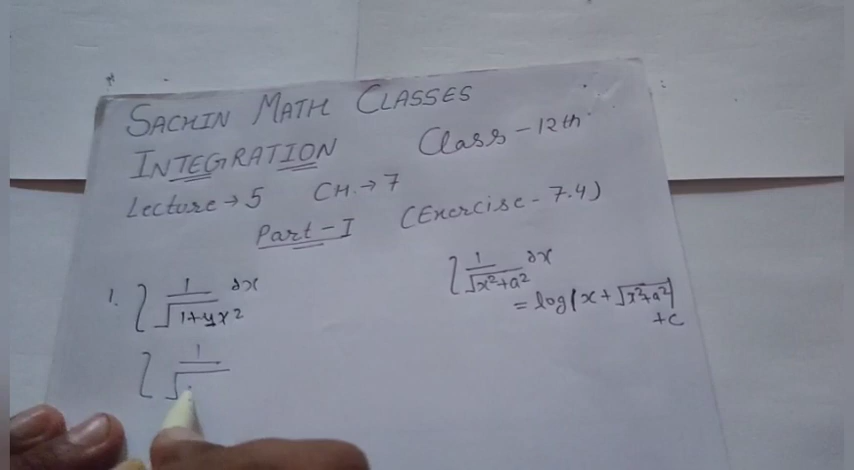 SACHIN MATH CLASSES
INTEGRATION Class - 12th
Lecture → 5 CH. → 7
Part - I (Exercise - 7.4)
1. ∫ 1/√(1+yx2) dx
∫ 1/√(x²+a²) dx
= log|x + √(x²+a²)|
+c
∫ 1/√